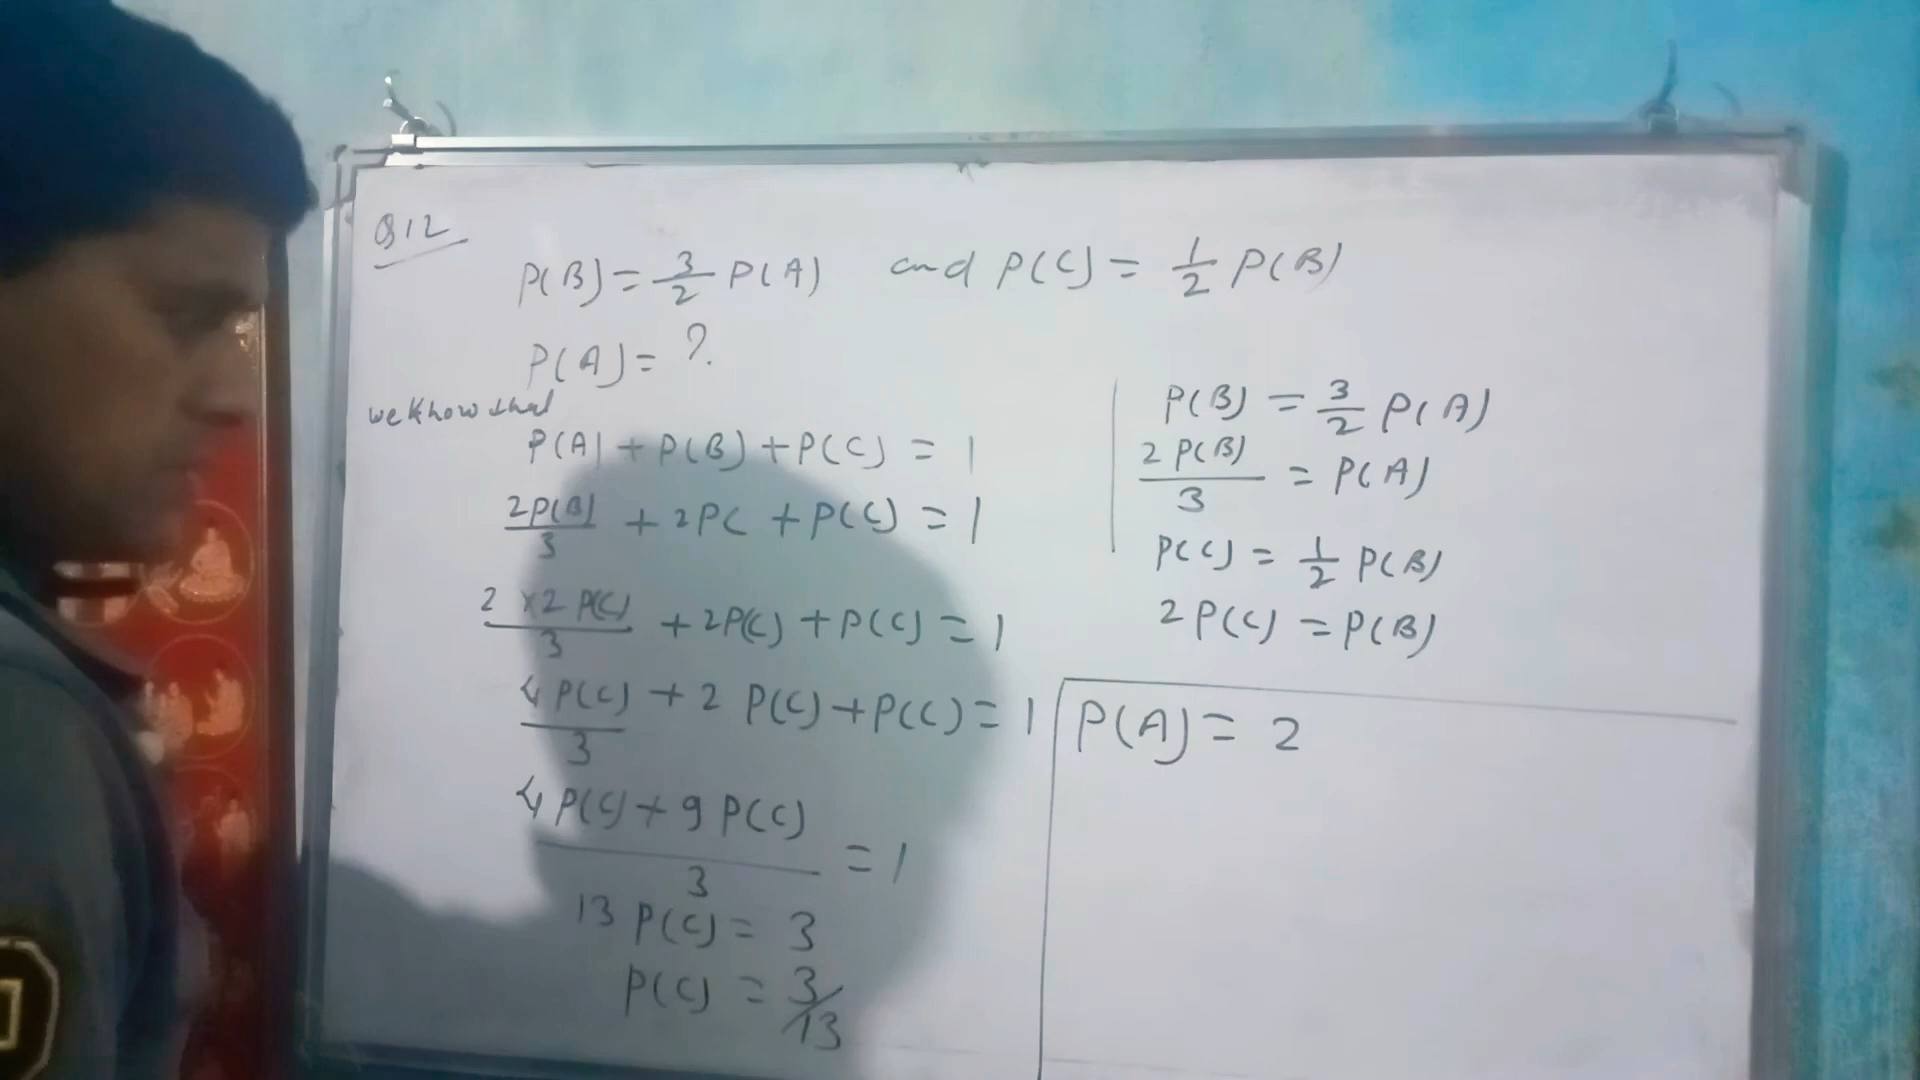 Q12
P(B) = 3/2 P(A) and P(C) = 1/2 P(B)
P(A) = ?
we know that
P(A) + P(B) + P(C) = 1
2P(B)/3 + 2PC + P(C) = 1
2 × 2 P(C)/3 + 2P(C) + P(C) = 1
4 P(C)/3 + 2 P(C) + P(C) = 1
4 P(C) + 9 P(C)/3 = 1
13 P(C) = 3
P(C) = 3/13
P(B) = 3/2 P(A)
2 P(B)/3 = P(A)
P(C) = 1/2 P(B)
2 P(C) = P(B)
P(A) = 2